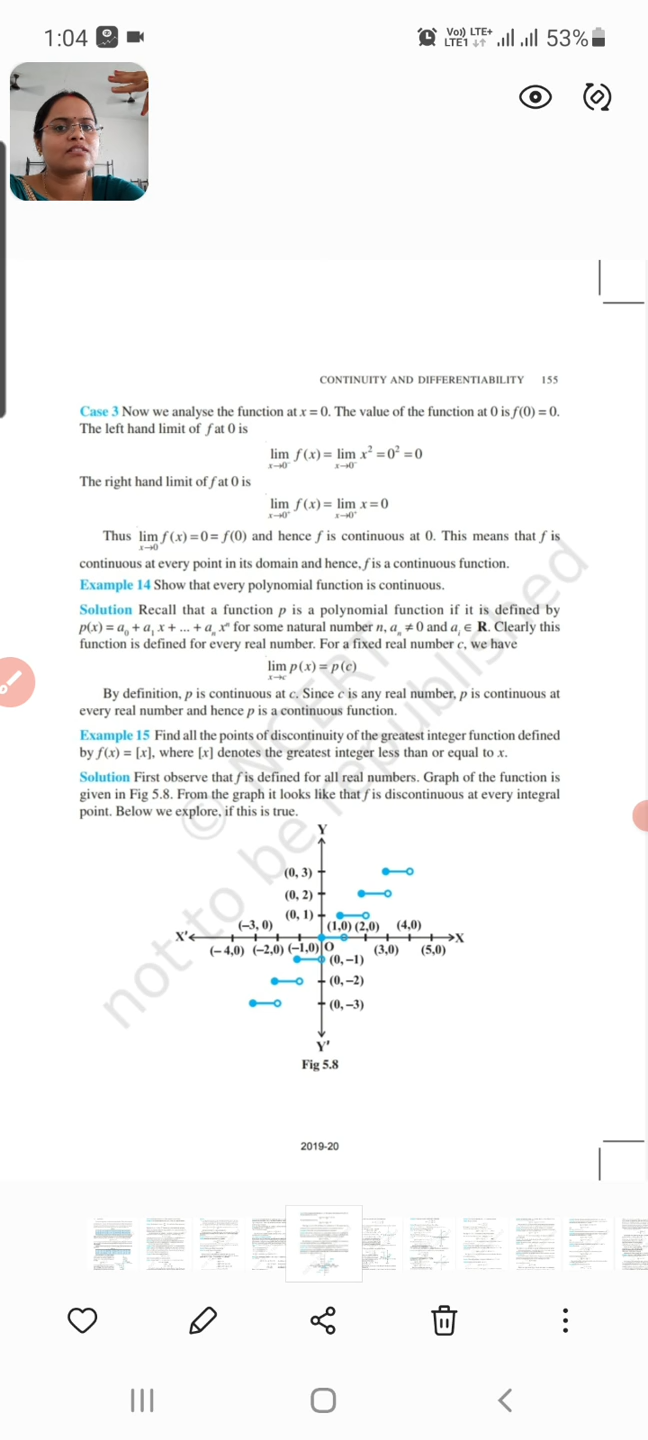 1:04
Vo)) LTE+
LTE1 ↓↑
53%
CONTINUITY AND DIFFERENTIABILITY 155
Case 3 Now we analyse the function at x = 0. The value of the function at 0 is f(0) = 0.
The left hand limit of f at 0 is
lim f(x) = lim x² = 0² = 0
x→0⁻ x→0⁻
The right hand limit of f at 0 is
lim f(x) = lim x = 0
x→0⁺ x→0⁺
Thus lim f(x) = 0 = f(0) and hence f is continuous at 0. This means that f is
x→0
continuous at every point in its domain and hence, f is a continuous function.
Example 14 Show that every polynomial function is continuous.
Solution Recall that a function p is a polynomial function if it is defined by
p(x) = a₀ + a₁ x + ... + aₙ xⁿ for some natural number n, aₙ ≠ 0 and aᵢ ∈ R. Clearly this
function is defined for every real number. For a fixed real number c, we have
lim p(x) = p(c)
x→c
By definition, p is continuous at c. Since c is any real number, p is continuous at
every real number and hence p is a continuous function.
Example 15 Find all the points of discontinuity of the greatest integer function defined
by f(x) = [x], where [x] denotes the greatest integer less than or equal to x.
Solution First observe that f is defined for all real numbers. Graph of the function is
given in Fig 5.8. From the graph it looks like that f is discontinuous at every integral
point. Below we explore, if this is true.
Y
(0, 3)
(0, 2)
(0, 1)
(–3, 0) (1,0) (2,0) (4,0)
X′ X
(– 4,0) (–2,0) (–1,0) O (3,0) (5,0)
(0, –1)
(0, –2)
(0, –3)
Y′
Fig 5.8
© NCERT
not to be republished
2019-20